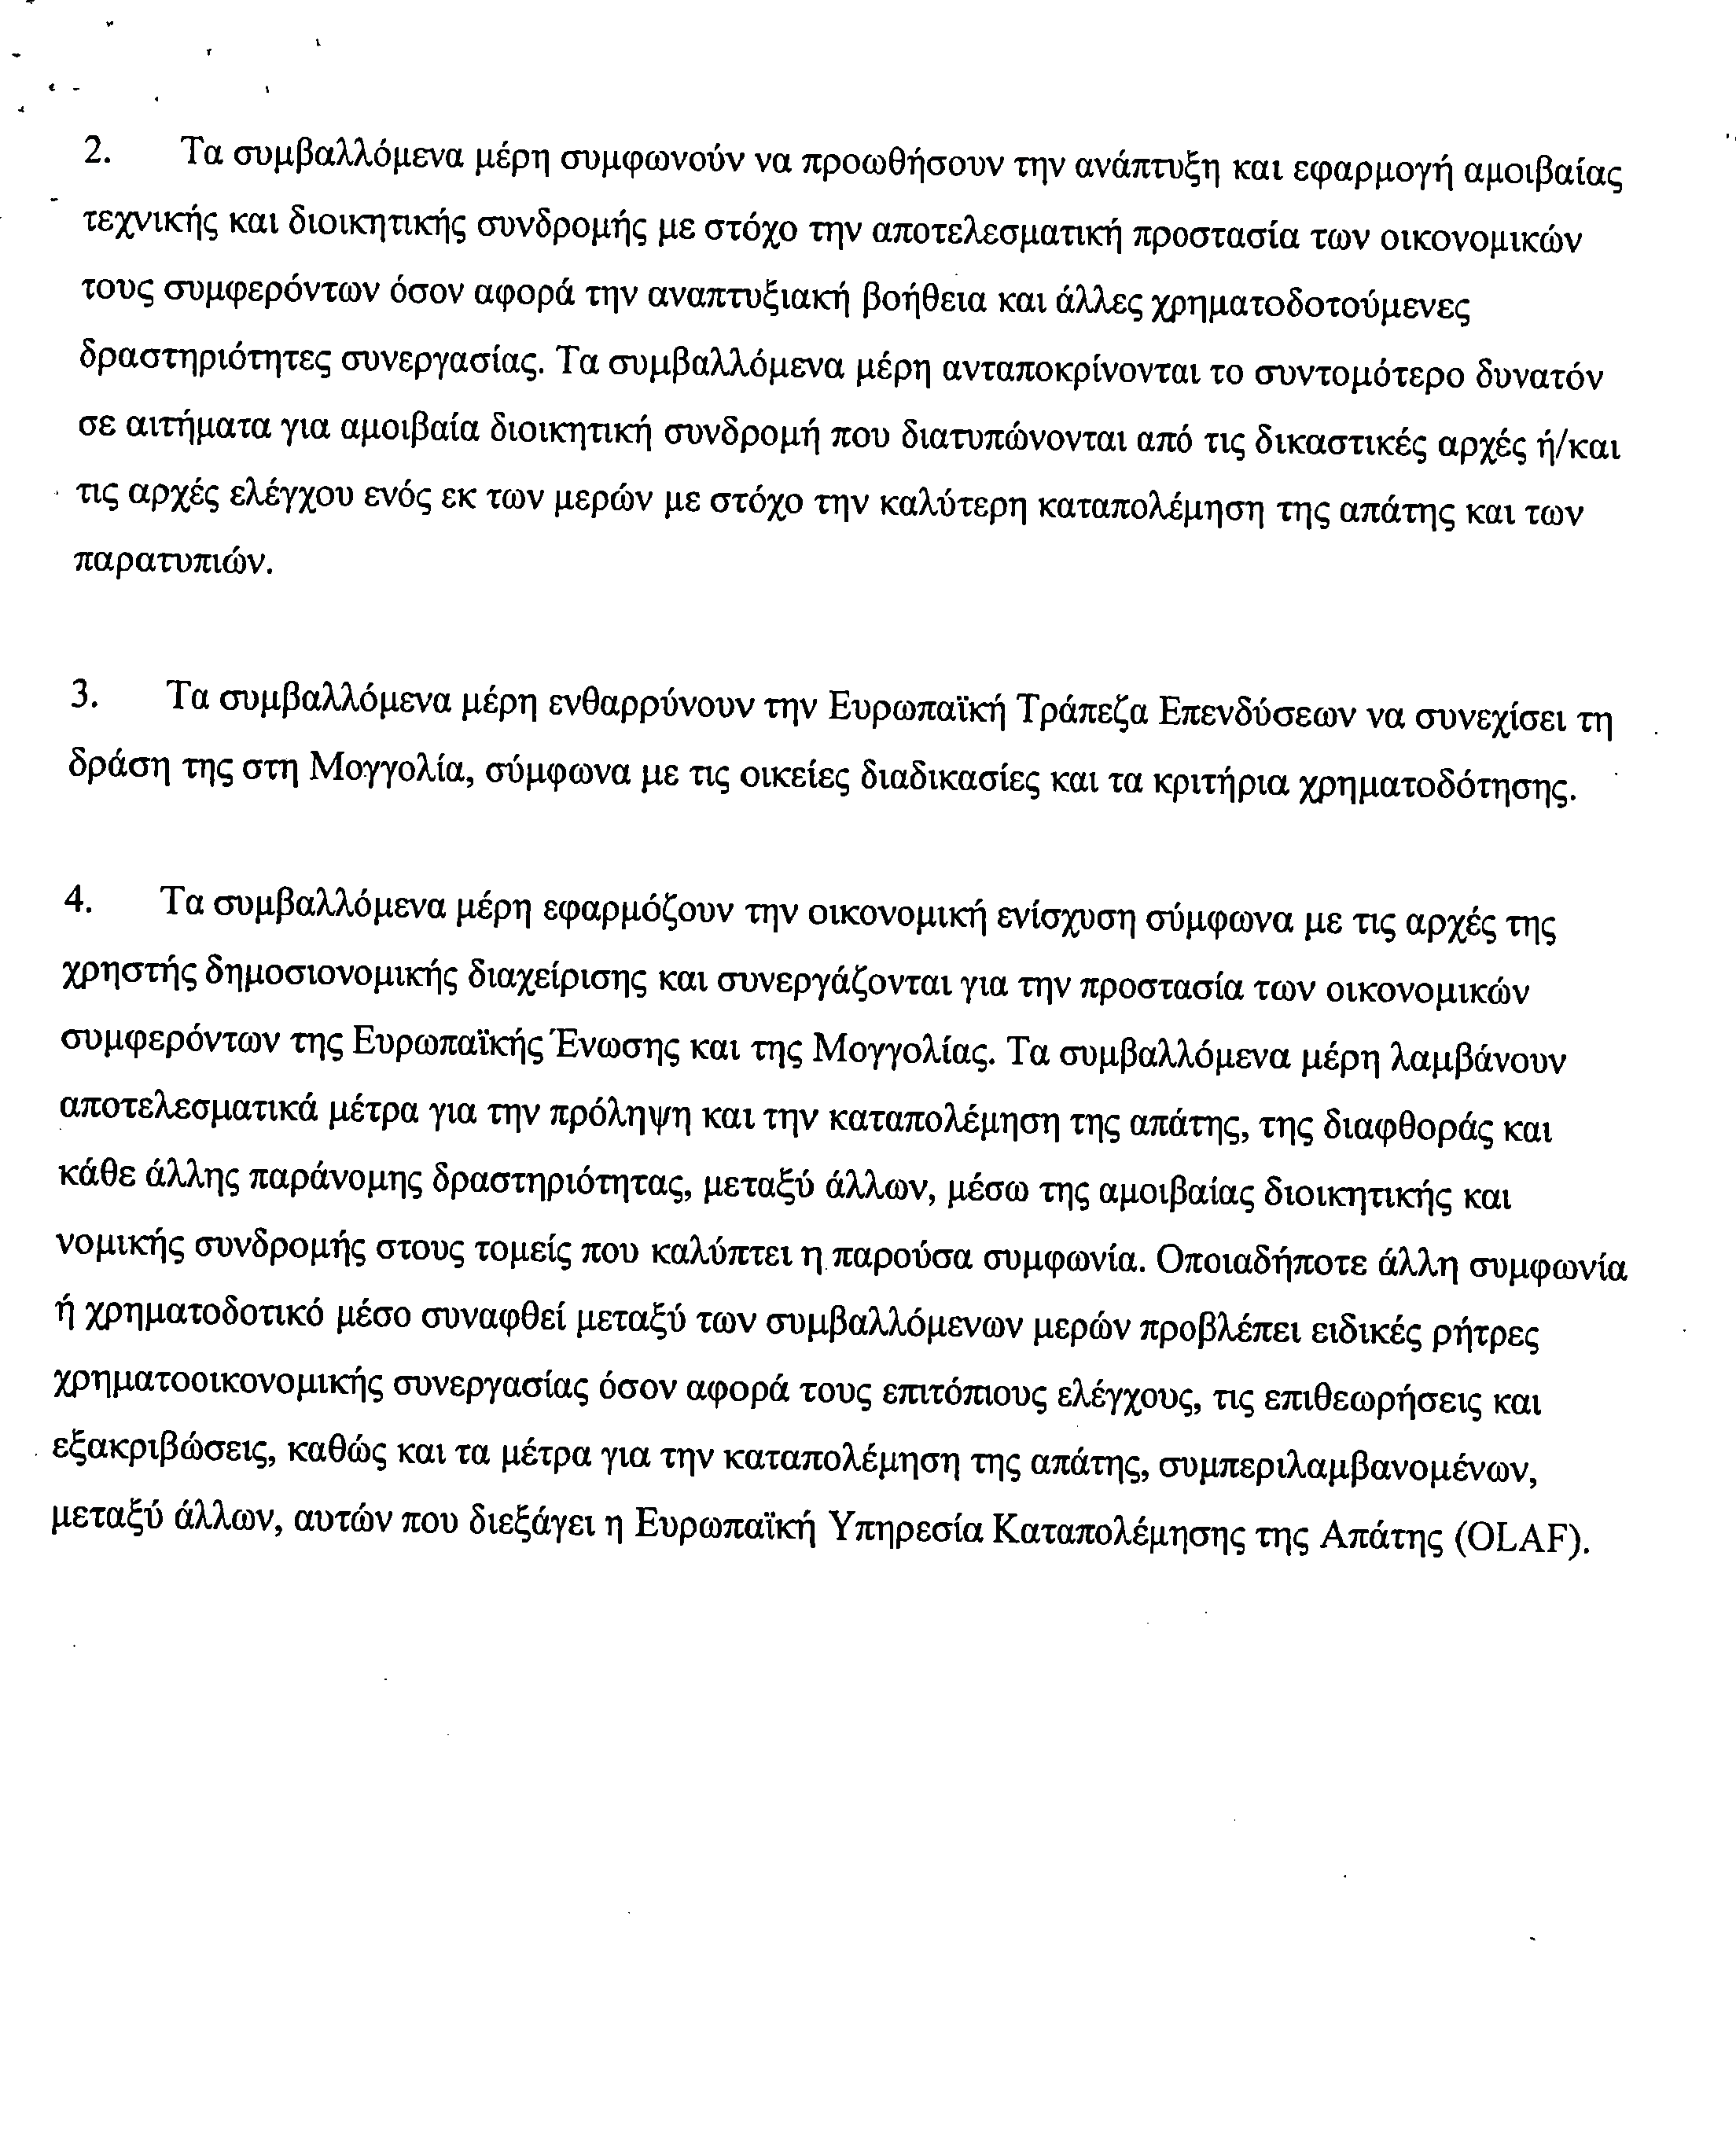 2. Τα συμβαλλόμενα μέρη συμφωνούν να προωθήσουν την ανάπτυξη και εφαρμογή αμοιβαίας
τεχνικής και διοικητικής συνδρομής με στόχο την αποτελεσματική προστασία των οικονομικών
τους συμφερόντων όσον αφορά την αναπτυξιακή βοήθεια και άλλες χρηματοδοτούμενες
δραστηριότητες συνεργασίας. Τα συμβαλλόμενα μέρη ανταποκρίνονται το συντομότερο δυνατόν
σε αιτήματα για αμοιβαία διοικητική συνδρομή που διατυπώνονται από τις δικαστικές αρχές ή/και
τις αρχές ελέγχου ενός εκ των μερών με στόχο την καλύτερη καταπολέμηση της απάτης και των
παρατυπιών.
3. Τα συμβαλλόμενα μέρη ενθαρρύνουν την Ευρωπαϊκή Τράπεζα Επενδύσεων να συνεχίσει τη
δράση της στη Μογγολία, σύμφωνα με τις οικείες διαδικασίες και τα κριτήρια χρηματοδότησης.
4. Τα συμβαλλόμενα μέρη εφαρμόζουν την οικονομική ενίσχυση σύμφωνα με τις αρχές της
χρηστής δημοσιονομικής διαχείρισης και συνεργάζονται για την προστασία των οικονομικών
συμφερόντων της Ευρωπαϊκής Ένωσης και της Μογγολίας. Τα συμβαλλόμενα μέρη λαμβάνουν
αποτελεσματικά μέτρα για την πρόληψη και την καταπολέμηση της απάτης, της διαφθοράς και
κάθε άλλης παράνομης δραστηριότητας, μεταξύ άλλων, μέσω της αμοιβαίας διοικητικής και
νομικής συνδρομής στους τομείς που καλύπτει η παρούσα συμφωνία. Οποιαδήποτε άλλη συμφωνία
ή χρηματοδοτικό μέσο συναφθεί μεταξύ των συμβαλλόμενων μερών προβλέπει ειδικές ρήτρες
χρηματοοικονομικής συνεργασίας όσον αφορά τους επιτόπιους ελέγχους, τις επιθεωρήσεις και
εξακριβώσεις, καθώς και τα μέτρα για την καταπολέμηση της απάτης, συμπεριλαμβανομένων,
μεταξύ άλλων, αυτών που διεξάγει η Ευρωπαϊκή Υπηρεσία Καταπολέμησης της Απάτης (OLAF).